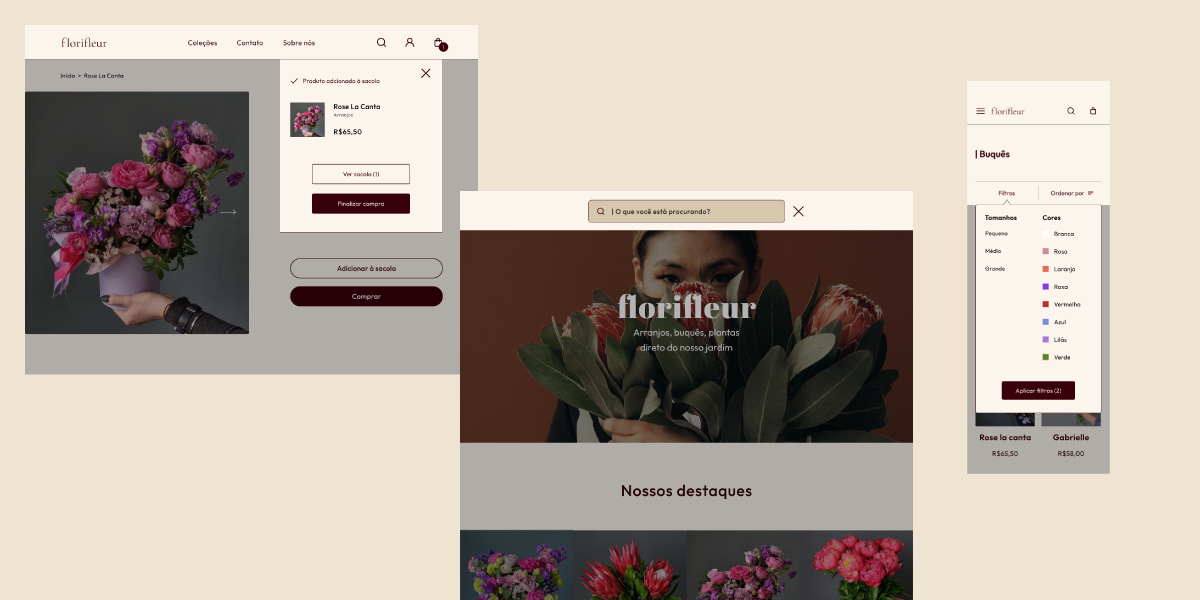 florifleur
Coleções Contato Sobre nós
1
Início > Rose La Canta
Produto adicionado à sacola
Rose La Canta
Arranjos
R$65,50
Ver sacola (1)
Finalizar compra
Adicionar à sacola
Comprar
| O que você está procurando?
florifleur
Arranjos, buquês, plantas
direto do nosso jardim
Nossos destaques
florifleur
| Buquês
Filtros Ordenar por
Tamanhos Cores
Pequeno Branca
Médio Rosa
Grande Laranja
Roxa
Vermelha
Azul
Lilás
Verde
Aplicar filtros (2)
Rose la canta Gabrielle
R$65,50 R$58,00